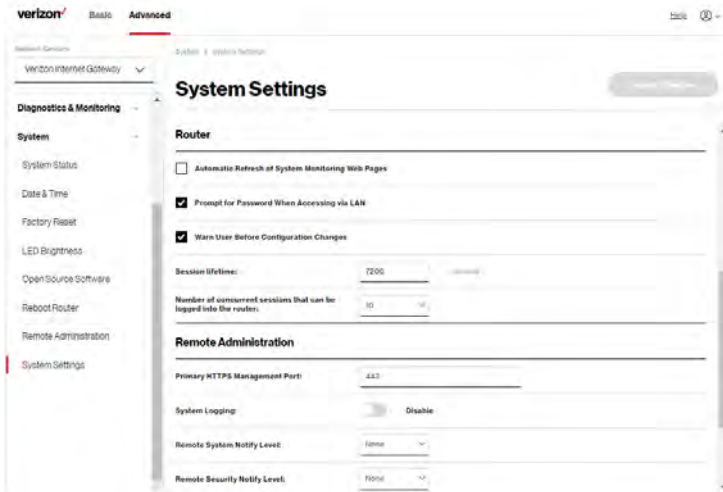 verizon✓
Basic
Advanced
Help
Verizon Internet Gateway
System / System Settings
System Settings
Diagnostics & Monitoring
System
System Status
Date & Time
Factory Reset
LED Brightness
Open Source Software
Reboot Router
Remote Administration
System Settings
Router
Automatic Refresh of System Monitoring Web Pages
Prompt for Password When Accessing via LAN
Warn User Before Configuration Changes
Session lifetime:
7200
Number of concurrent sessions that can be
logged into the router:
10
Remote Administration
Primary HTTPS Management Port:
443
System Logging:
Disable
Remote System Notify Level:
None
Remote Security Notify Level:
None